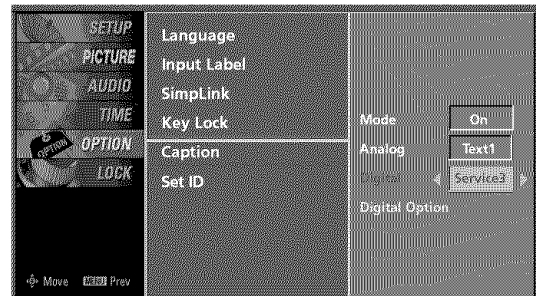 SETUP
PICTURE
AUDIO
TIME
OPTION
LOCK
Move MENU Prev
Language
Input Label
SimpLink
Key Lock
Caption
Set ID
Mode On
Analog Text1
Digital Service3
Digital Option